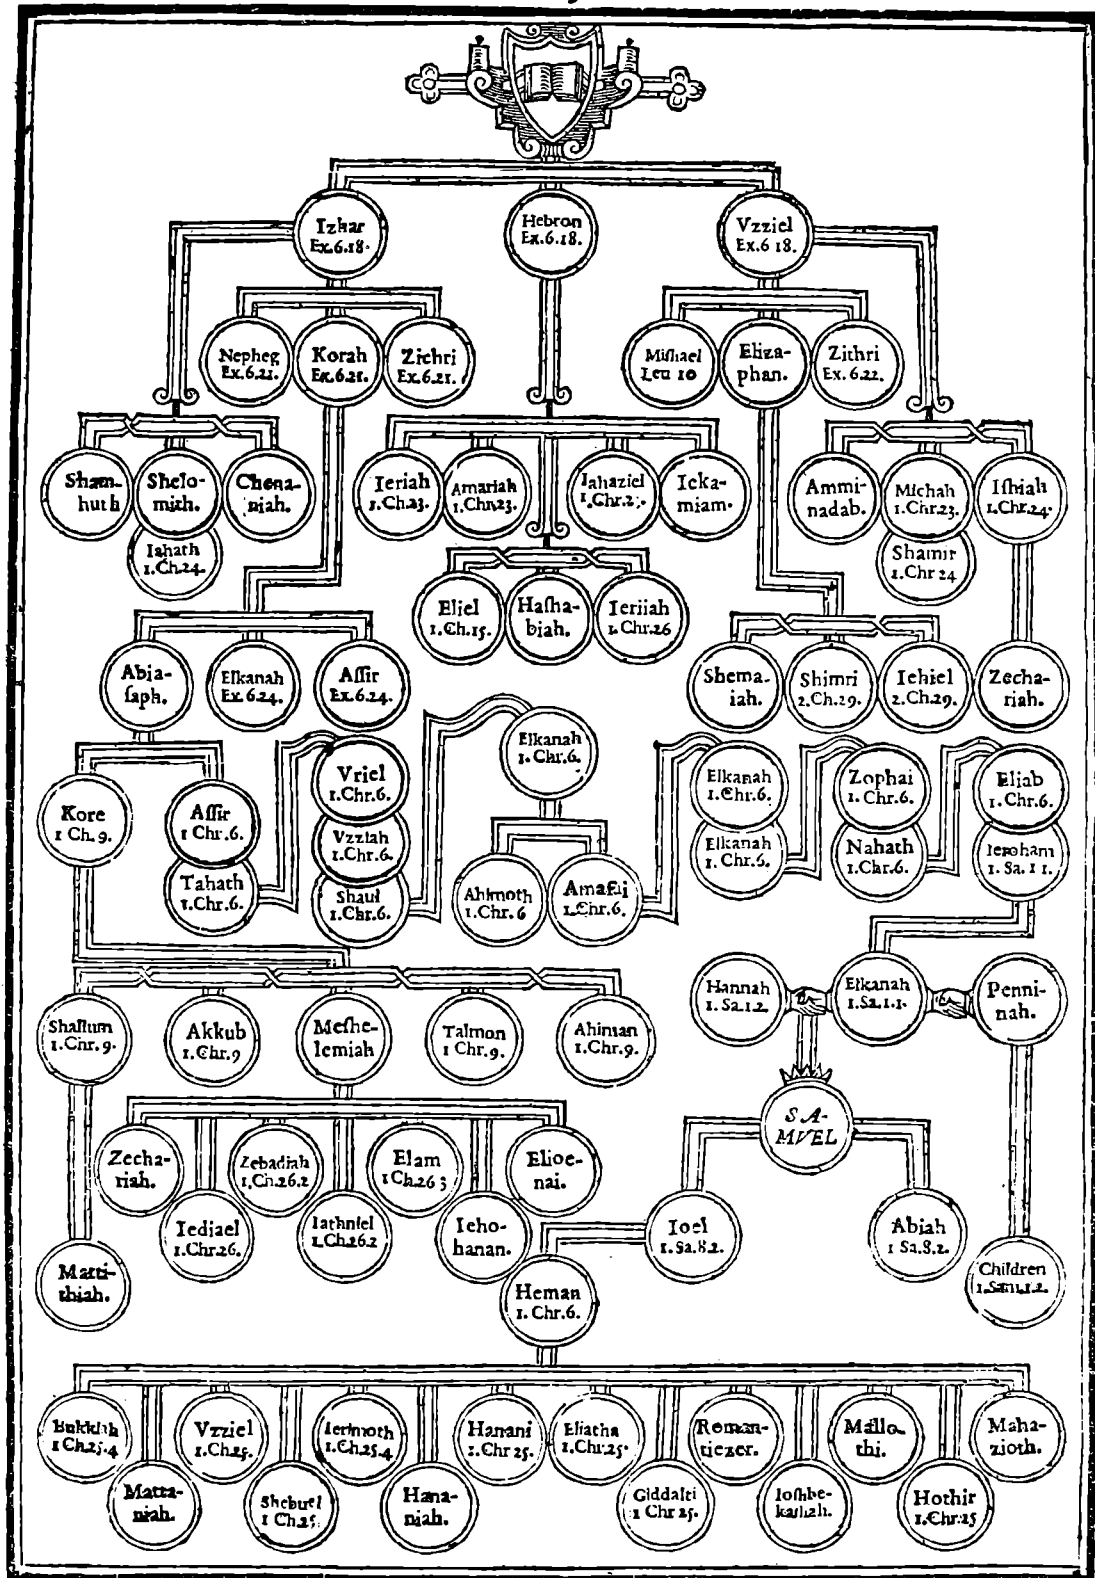 Izhar
Ex.6.18.
Hebron
Ex.6.18.
Vzziel
Ex.6 18.
Nepheg
Ex.6.21.
Korah
Ex.6.21.
Zichri
Ex.6.21.
Miſhael
Leu 10
Eliza-
phan.
Zithri
Ex.6.22.
Sham-
huth
Shelo-
mith.
Chena-
niah.
Iahath
1.Ch.24.
Ieriah
1.Ch.23.
Amariah
1.Chr.23.
Iahaziel
1.Chr.2
Ieka-
miam.
Ammi-
nadab.
Michah
1.Chr.23.
Iſhiah
1.Chr.24.
Shamir
1.Chr 24
Eliel
1.Ch.15.
Haſha-
biah.
Ieriiah
1.Chr.26
Abia-
ſaph.
Elkanah
Ex.6.24.
Aſſir
Ex.6.24.
Shema-
iah.
Shimri
2.Ch.29.
Iehiel
2.Ch.29.
Zecha-
riah.
Kore
1 Ch.9.
Aſſir
1 Chr.6.
Tahath
1.Chr.6.
Vriel
1.Chr.6.
Vzziah
1.Chr.6.
Shaul
1.Chr.6.
Elkanah
1.Chr.6.
Ahimoth
1.Chr.6
Amaſai
1.Chr.6.
Elkanah
1.Chr.6.
Elkanah
1.Chr.6.
Zophai
1.Chr.6.
Nahath
1.Chr.6.
Eliab
1.Chr.6.
Ieroham
1.Sa.1 1.
Shallum
1.Chr.9.
Akkub
1.Chr.9
Meſhe-
lemiah
Talmon
1 Chr.9.
Ahiman
1.Chr.9.
Hannah
1.Sa.1.2
Elkanah
1.Sa.1.1.
Penni-
nah.
SA-
MVEL
Zecha-
riah.
Iediael
1.Chr.26.
Zebadiah
1.Ch.26.2
Iathniel
1.Ch.26.2
Elam
1 Ch.26 3
Ieho-
hanan.
Elioe-
nai.
Ioel
1.Sa.8.2.
Abiah
1 Sa.8.2.
Matti-
thiah.
Heman
1.Chr.6.
Children
1.Sam.1.2.
Bukkiah
1 Ch.25.4
Matta-
niah.
Vzziel
1.Ch.25.
Shebuel
1 Ch.25.
Ierimoth
1.Ch.25.4
Hana-
niah.
Hanani
1.Chr 25.
Eliatha
1.Chr.25.
Giddalti
1 Chr 25.
Roman-
tiezer.
Ioſhbe-
kaſhah.
Mallo-
thi.
Hothir
1.Chr.25
Maha-
zioth.